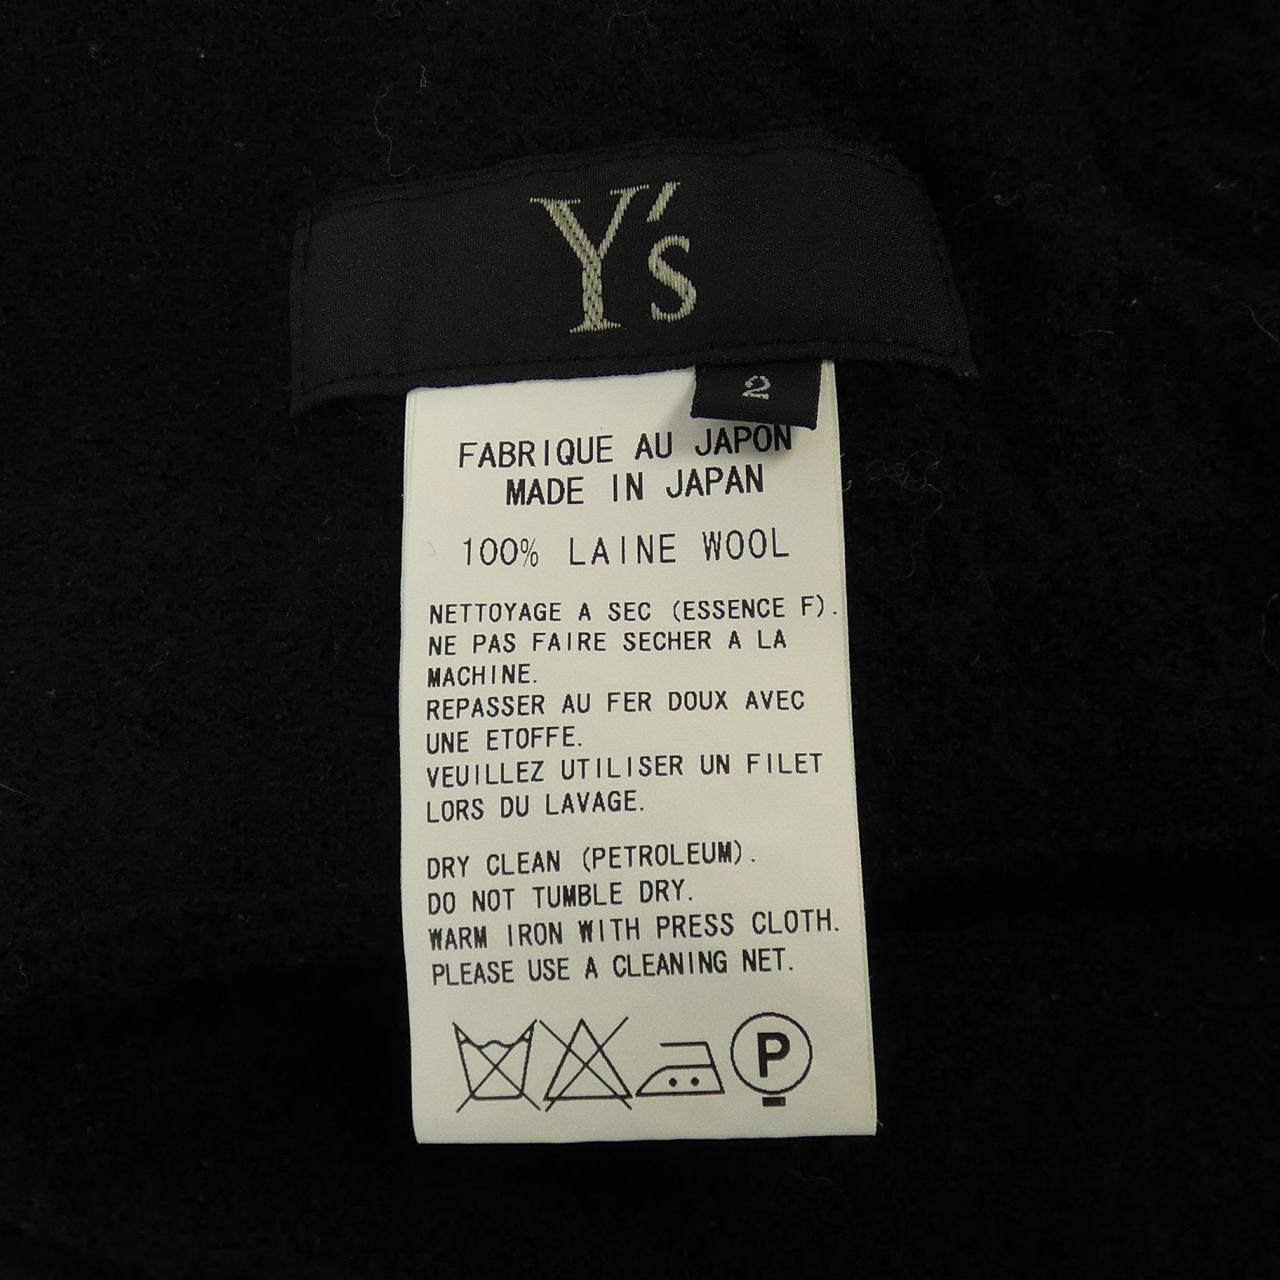 Y's
2
FABRIQUE AU JAPON
MADE IN JAPAN
100% LAINE WOOL
NETTOYAGE A SEC (ESSENCE F).
NE PAS FAIRE SECHER A LA
MACHINE.
REPASSER AU FER DOUX AVEC
UNE ETOFFE.
VEUILLEZ UTILISER UN FILET
LORS DU LAVAGE.
DRY CLEAN (PETROLEUM).
DO NOT TUMBLE DRY.
WARM IRON WITH PRESS CLOTH.
PLEASE USE A CLEANING NET.
P